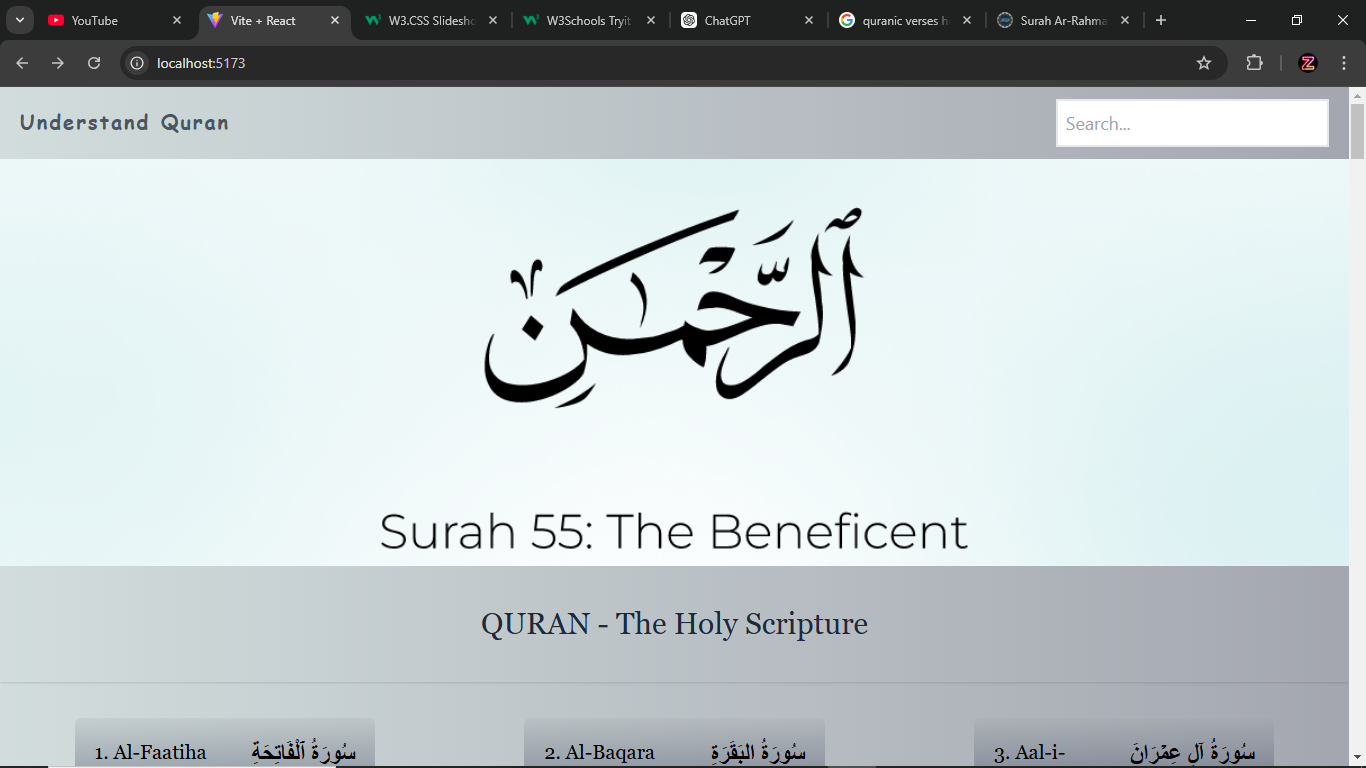 YouTube
Vite + React
W3.CSS Slidesho
W3Schools Tryit
ChatGPT
quranic verses h
Surah Ar-Rahma
localhost:5173
Understand Quran
Search...
ٱلرَّحْمَـٰنِ
Surah 55: The Beneficent
QURAN - The Holy Scripture
1. Al-Faatiha سُورَةُ ٱلْفَاتِحَةِ
2. Al-Baqara سُورَةُ البَقَرَةِ
3. Aal-i- سُورَةُ آلِ عِمۡرَانَ